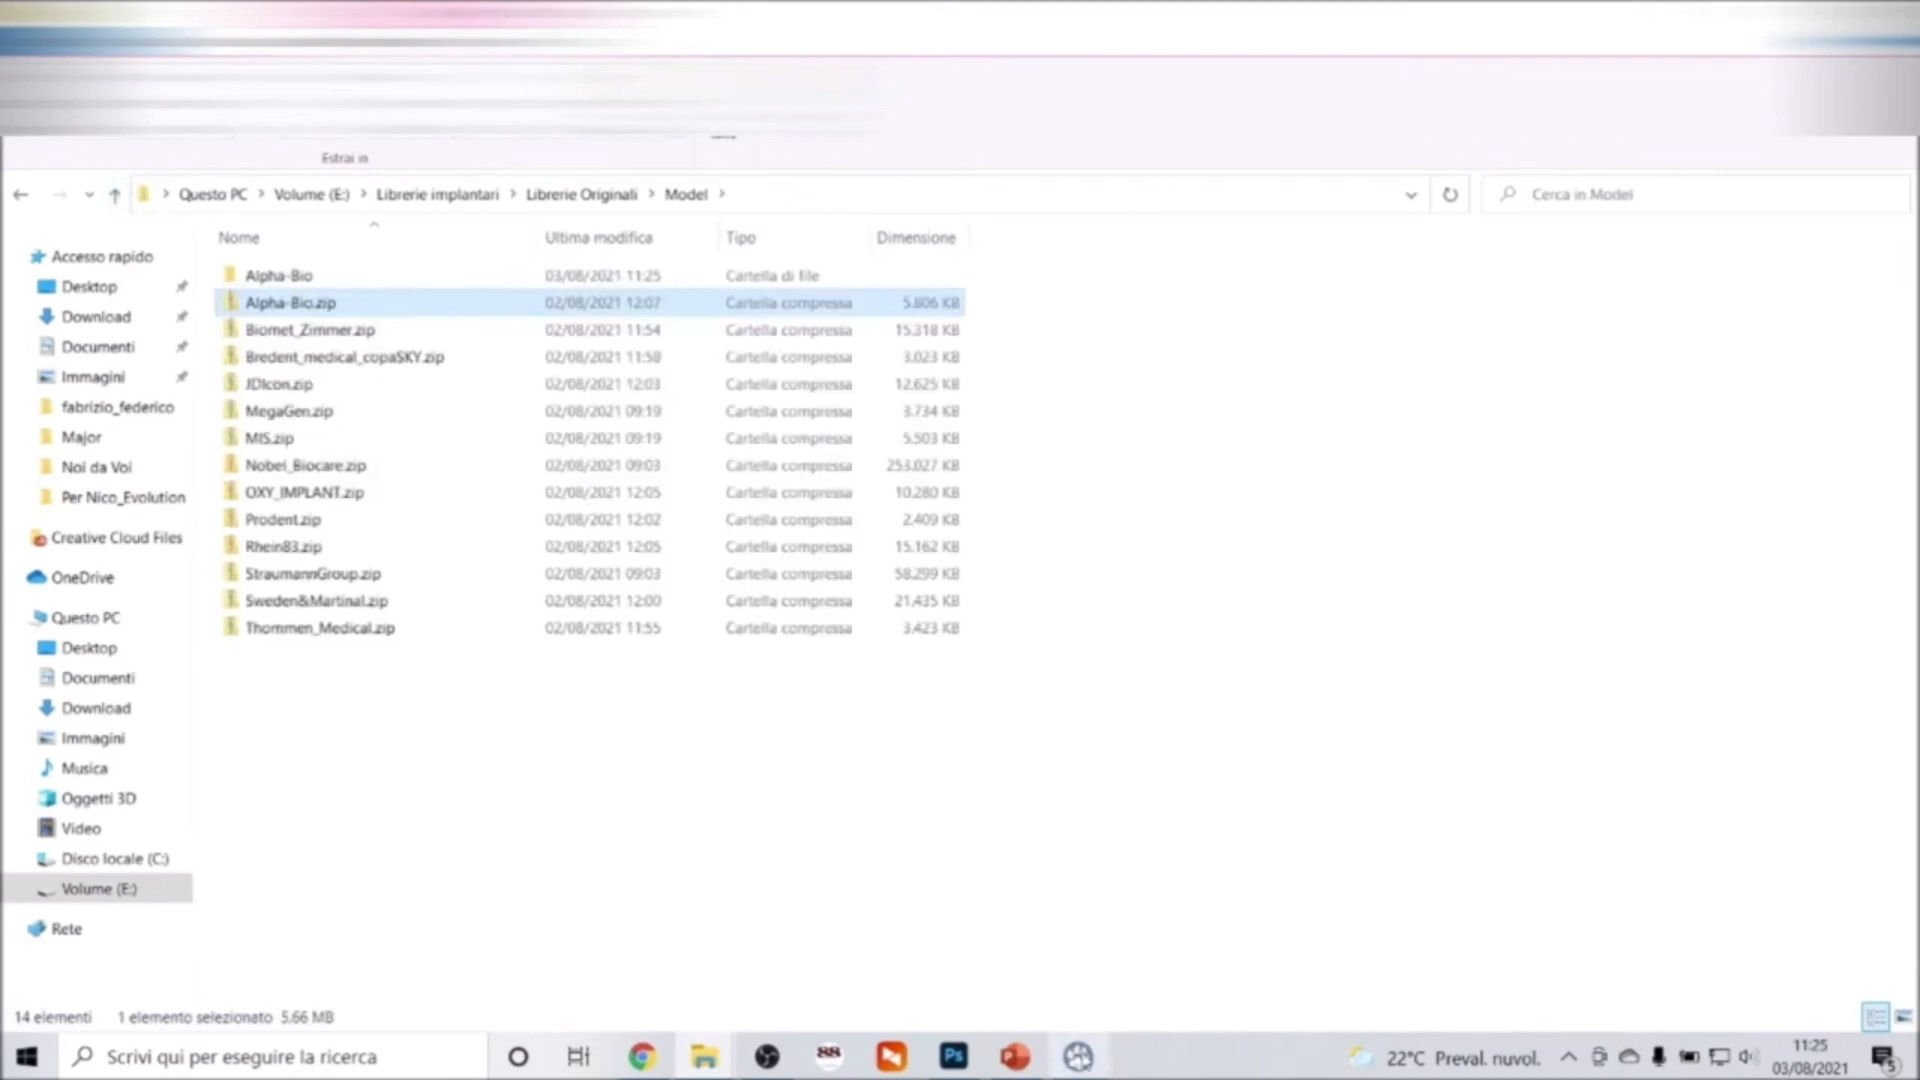 Estrai in
Questo PC > Volume (E:) > Librerie implantari > Librerie Originali > Model >
Cerca in Model
Nome Ultima modifica Tipo Dimensione
Accesso rapido
Desktop
Download
Documenti
Immagini
fabrizio_federico
Major
Noi da Voi
Per Nico_Evolution
Creative Cloud Files
OneDrive
Questo PC
Desktop
Documenti
Download
Immagini
Musica
Oggetti 3D
Video
Disco locale (C:)
Volume (E:)
Rete
Alpha-Bio 03/08/2021 11:25 Cartella di file
Alpha-Bio.zip 02/08/2021 12:07 Cartella compressa 5.806 KB
Biomet_Zimmer.zip 02/08/2021 11:54 Cartella compressa 15.318 KB
Bredent_medical_copaSKY.zip 02/08/2021 11:58 Cartella compressa 3.023 KB
JDIcon.zip 02/08/2021 12:03 Cartella compressa 12.625 KB
MegaGen.zip 02/08/2021 09:19 Cartella compressa 3.734 KB
MIS.zip 02/08/2021 09:19 Cartella compressa 5.503 KB
Nobel_Biocare.zip 02/08/2021 09:03 Cartella compressa 253.027 KB
OXY_IMPLANT.zip 02/08/2021 12:05 Cartella compressa 10.280 KB
Prodent.zip 02/08/2021 12:02 Cartella compressa 2.409 KB
Rhein83.zip 02/08/2021 12:05 Cartella compressa 15.162 KB
StraumannGroup.zip 02/08/2021 09:03 Cartella compressa 58.299 KB
Sweden&Martinal.zip 02/08/2021 12:00 Cartella compressa 21.435 KB
Thommen_Medical.zip 02/08/2021 11:55 Cartella compressa 3.423 KB
14 elementi 1 elemento selezionato 5.66 MB
Scrivi qui per eseguire la ricerca
88
Ps
P
22°C Preval. nuvol.
11:25
03/08/2021
5